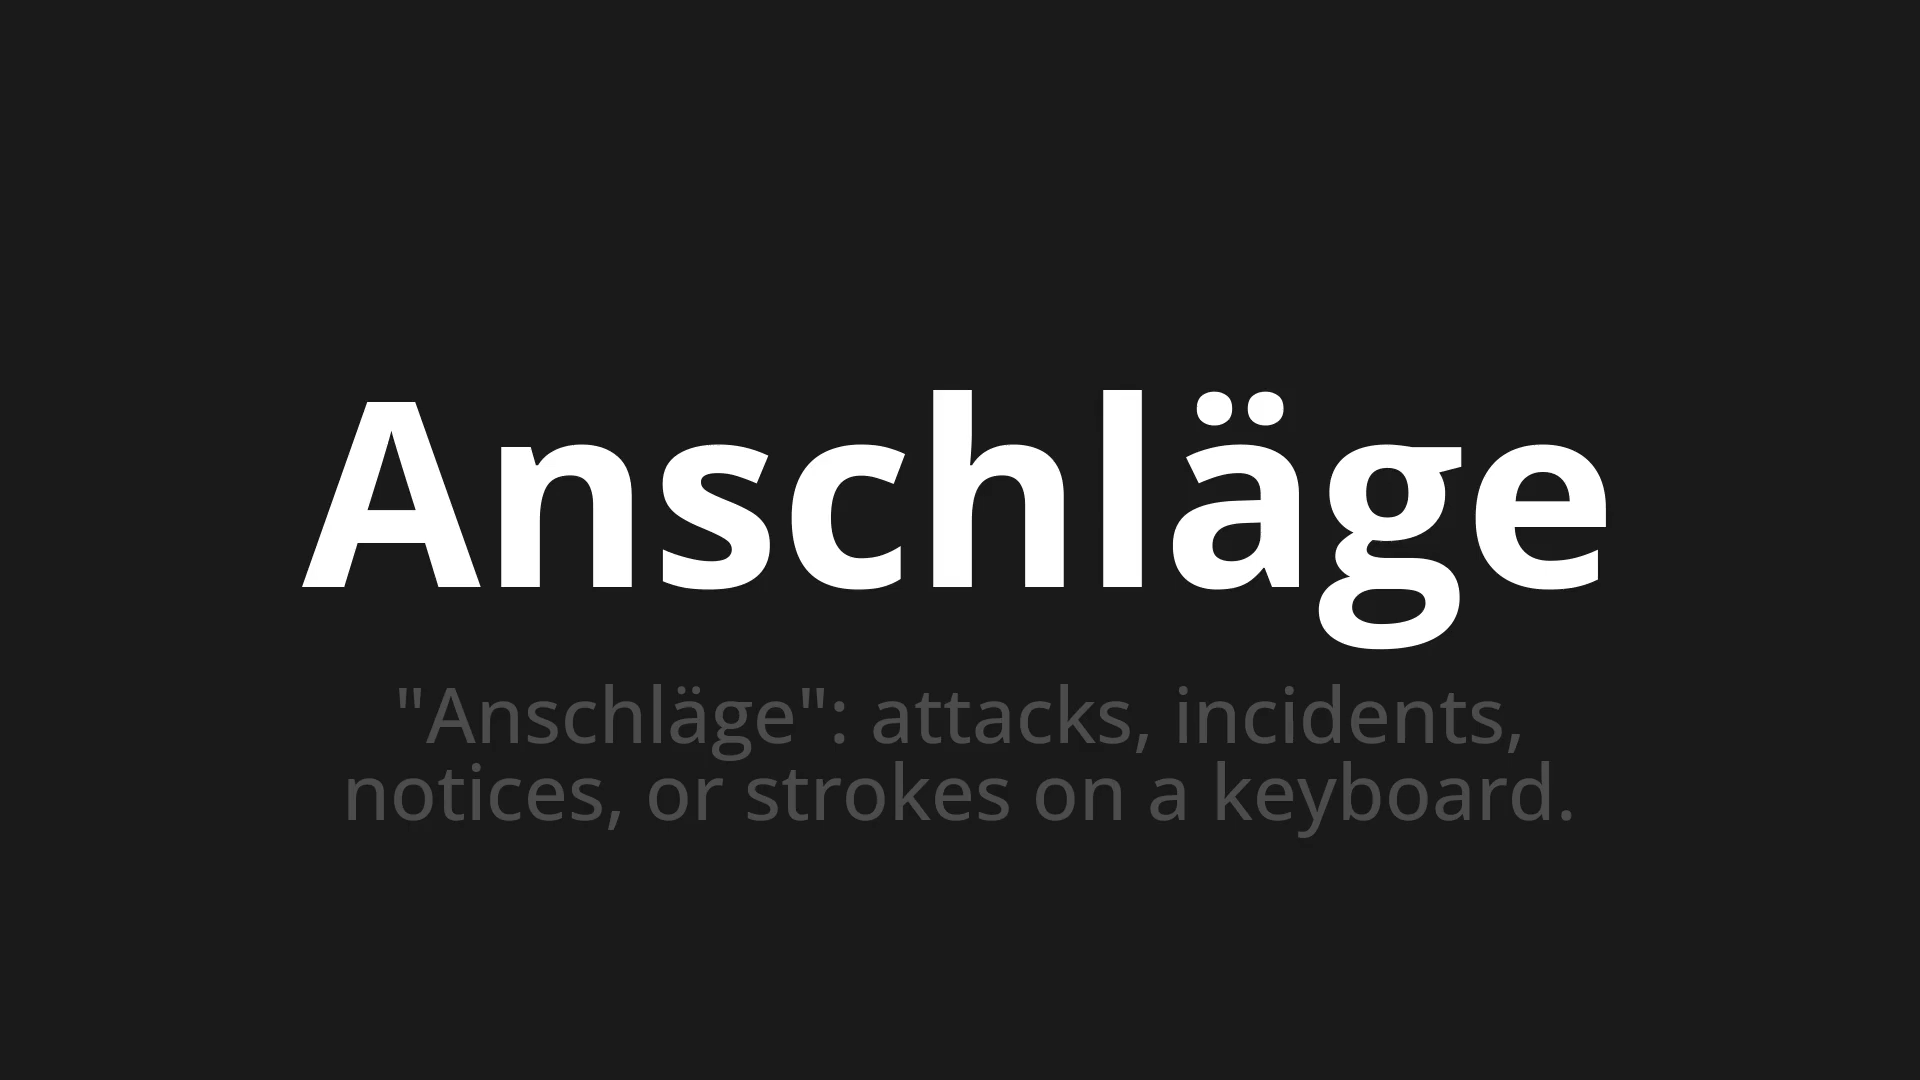 Anschläge
"Anschläge": attacks, incidents,
notices, or strokes on a keyboard.